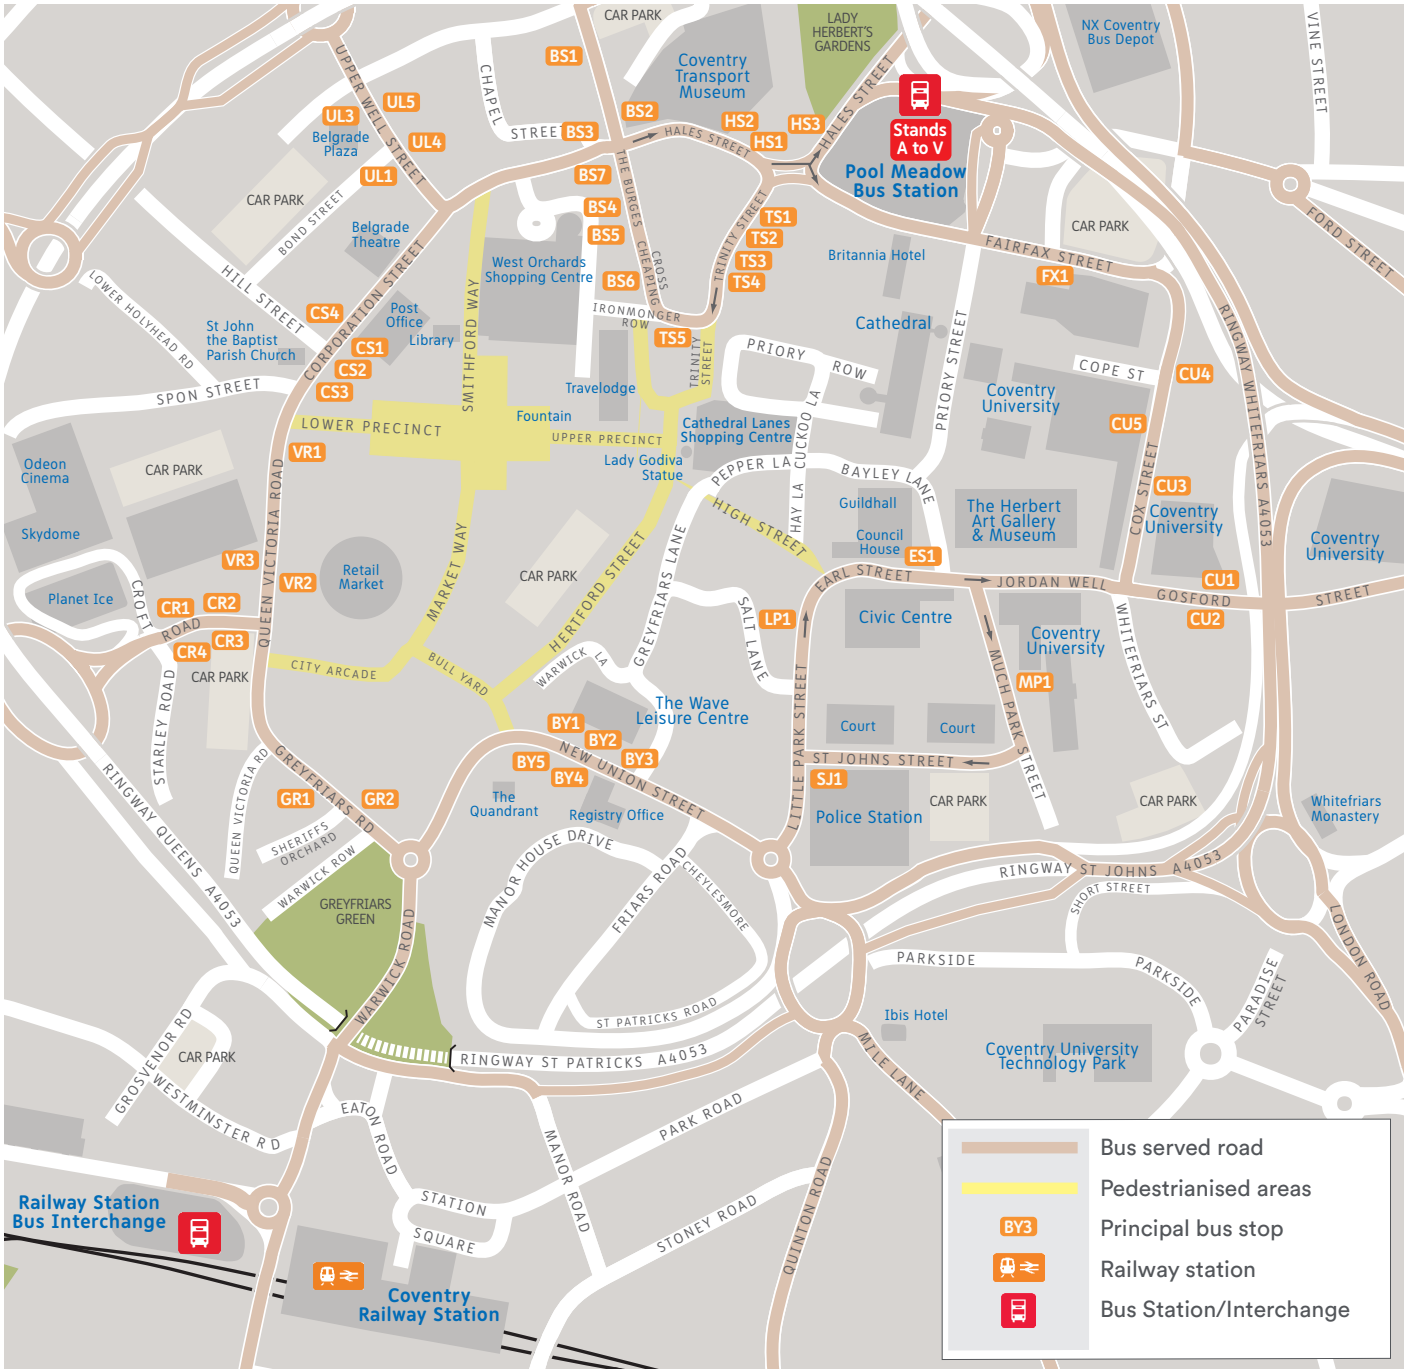 CAR PARK
LADY
HERBERT'S
GARDENS
NX Coventry
Bus Depot
VINE STREET
BS1
UPPER WELL STREET
CHAPEL
STREET
Coventry
Transport
Museum
UL5
UL3
UL4
UL1
Belgrade
Plaza
BS2
BS3
HALES STREET
HS2
HS1
HS3
HALES STREET
Stands
A to V
Pool Meadow
Bus Station
BS7
BS4
BS5
BS6
THE BURGES
CROSS
CHEAPING
CAR PARK
BOND STREET
Belgrade
Theatre
West Orchards
Shopping Centre
TS1
TS2
TS3
TS4
TRINITY STREET
Britannia Hotel
CAR PARK
FAIRFAX STREET
FX1
FORD STREET
LOWER HOLYHEAD RD
HILL STREET
CORPORATION STREET
CS4
CS1
CS2
CS3
Post
Office
Library
St John
the Baptist
Parish Church
SMITHFORD WAY
IRONMONGER
ROW
TS5
TRINITY
STREET
Cathedral
PRIORY
ROW
PRIORY STREET
RINGWAY WHITEFRIARS A4053
COPE ST
CU4
CU5
CU3
SPON STREET
Travelodge
Fountain
LOWER PRECINCT
UPPER PRECINCT
Cathedral Lanes
Shopping Centre
Lady Godiva
Statue
CUCKOO LA
Coventry
University
COX STREET
VR1
Odeon
Cinema
Skydome
CAR PARK
QUEEN VICTORIA ROAD
PEPPER LA
HAY LA
BAYLEY LANE
HIGH STREET
Guildhall
Council
House
ES1
The Herbert
Art Gallery
& Museum
Coventry
University
Coventry
University
CU1
CU2
VR3
VR2
Retail
Market
MARKET WAY
CAR PARK
HERTFORD STREET
GREYFRIARS LANE
EARL STREET
JORDAN WELL
GOSFORD
STREET
Planet Ice
CROFT
ROAD
CR1
CR2
CR3
CR4
SALT LANE
LP1
Civic Centre
Coventry
University
WHITEFRIARS ST
MUCH PARK STREET
MP1
CITY ARCADE
BULL YARD
WARWICK
LA
CAR PARK
STARLEY ROAD
The Wave
Leisure Centre
LITTLE PARK STREET
Court
Court
ST JOHNS STREET
SJ1
BY1
BY2
BY3
BY4
BY5
NEW UNION STREET
GREYFRIARS RD
QUEEN VICTORIA RD
GR1
GR2
The
Quadrant
Registry Office
Police Station
CAR PARK
CAR PARK
Whitefriars
Monastery
RINGWAY QUEENS A4053
SHERIFFS
ORCHARD
WARWICK ROW
GREYFRIARS
GREEN
WARWICK ROAD
MANOR HOUSE DRIVE
FRIARS ROAD
CHEYLESMORE
RINGWAY ST JOHNS A4053
SHORT STREET
LONDON ROAD
PARKSIDE
PARKSIDE
PARADISE
STREET
ST PATRICKS ROAD
RINGWAY ST PATRICKS A4053
Ibis Hotel
MILE LANE
Coventry University
Technology Park
GROSVENOR RD
CAR PARK
WESTMINSTER RD
EATON ROAD
PARK ROAD
MANOR ROAD
STATION
SQUARE
STONEY ROAD
QUINTON ROAD
Railway Station
Bus Interchange
Coventry
Railway Station
Bus served road
Pedestrianised areas
BY3
Principal bus stop
Railway station
Bus Station/Interchange